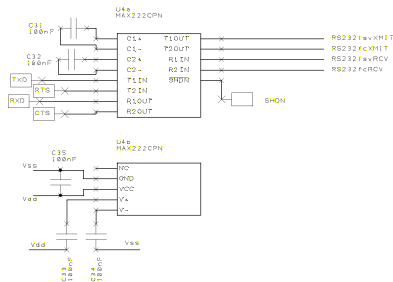 U4a
MAX222CPN
C31
100nF
C32
100nF
C1+
C1-
C2+
C2-
T1IN
T2IN
R1OUT
R2OUT
T1OUT
T2OUT
R1IN
R2IN
SHDN
TXD
RTS
RXD
CTS
RS232fsvXMIT
RS232fcXMIT
RS232fsvRCV
RS232fcRCV
SHDN
U4b
MAX222CPN
C35
100nF
Vss
Vdd
NC
GND
VCC
V+
V-
Vdd
Vss
C33
100nF
C34
100nF